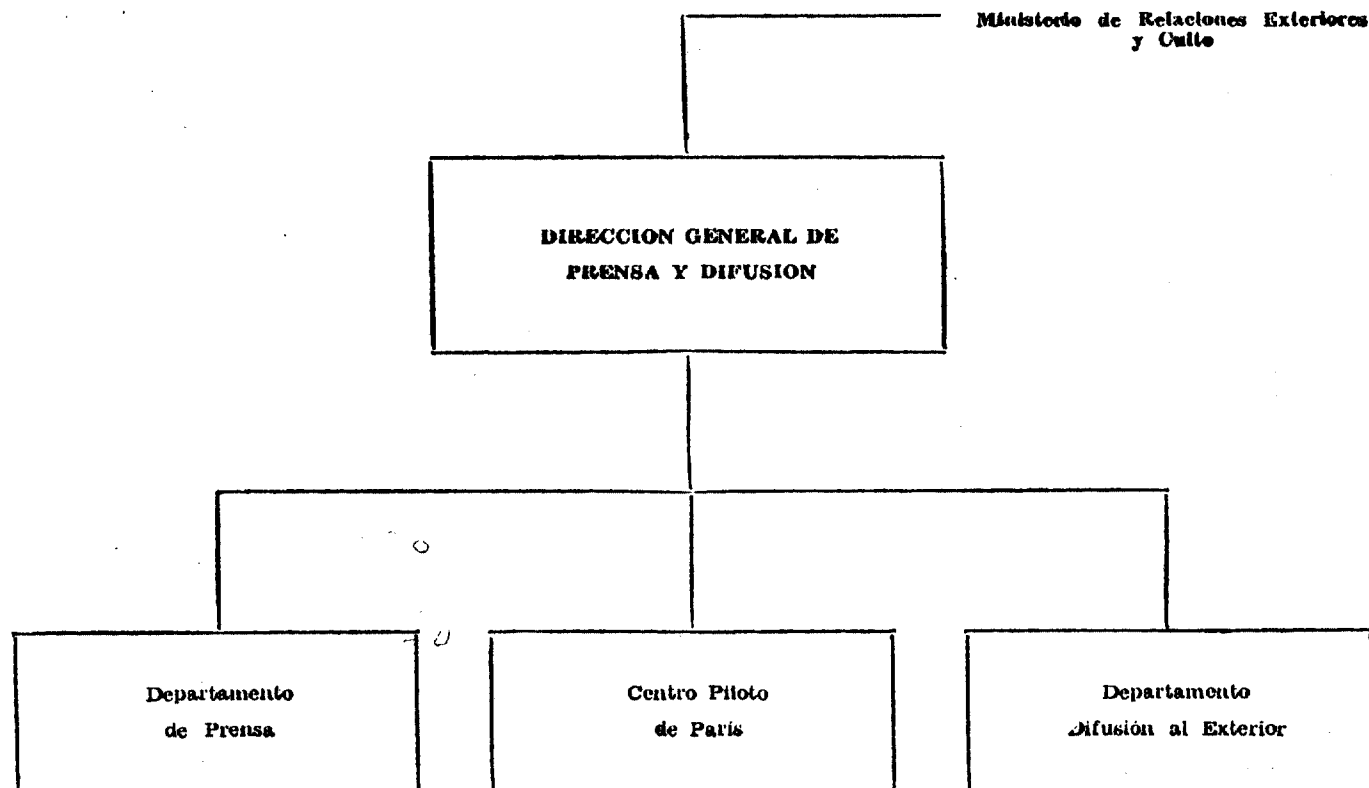 Ministerio de Relaciones Exteriores
y Culto
DIRECCION GENERAL DE
PRENSA Y DIFUSION
Departamento
de Prensa
Centro Piloto
de París
Departamento
Difusión al Exterior